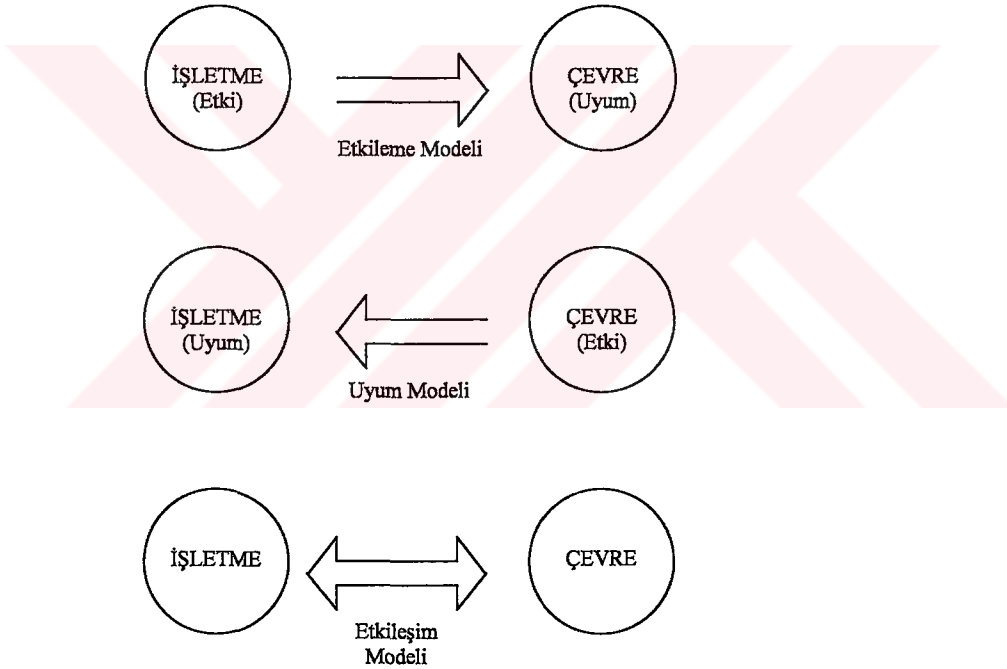 İŞLETME
(Etki)
ÇEVRE
(Uyum)
Etkileme Modeli
İŞLETME
(Uyum)
ÇEVRE
(Etki)
Uyum Modeli
İŞLETME
ÇEVRE
Etkileşim
Modeli